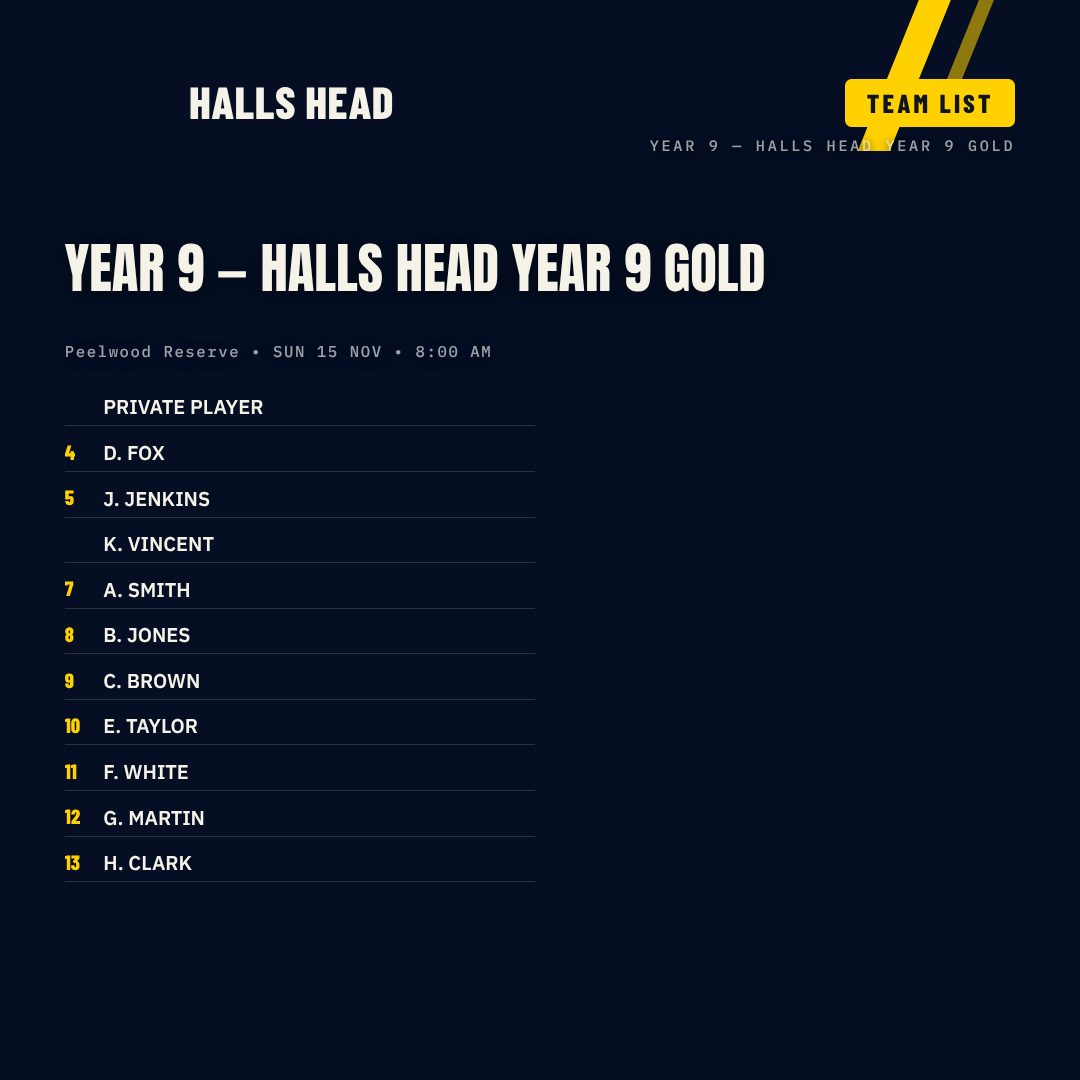 HALLS HEAD
TEAM LIST
YEAR 9 — HALLS HEAD YEAR 9 GOLD
YEAR 9 — HALLS HEAD YEAR 9 GOLD
Peelwood Reserve • SUN 15 NOV • 8:00 AM
PRIVATE PLAYER
4 D. FOX
5 J. JENKINS
K. VINCENT
7 A. SMITH
8 B. JONES
9 C. BROWN
10 E. TAYLOR
11 F. WHITE
12 G. MARTIN
13 H. CLARK